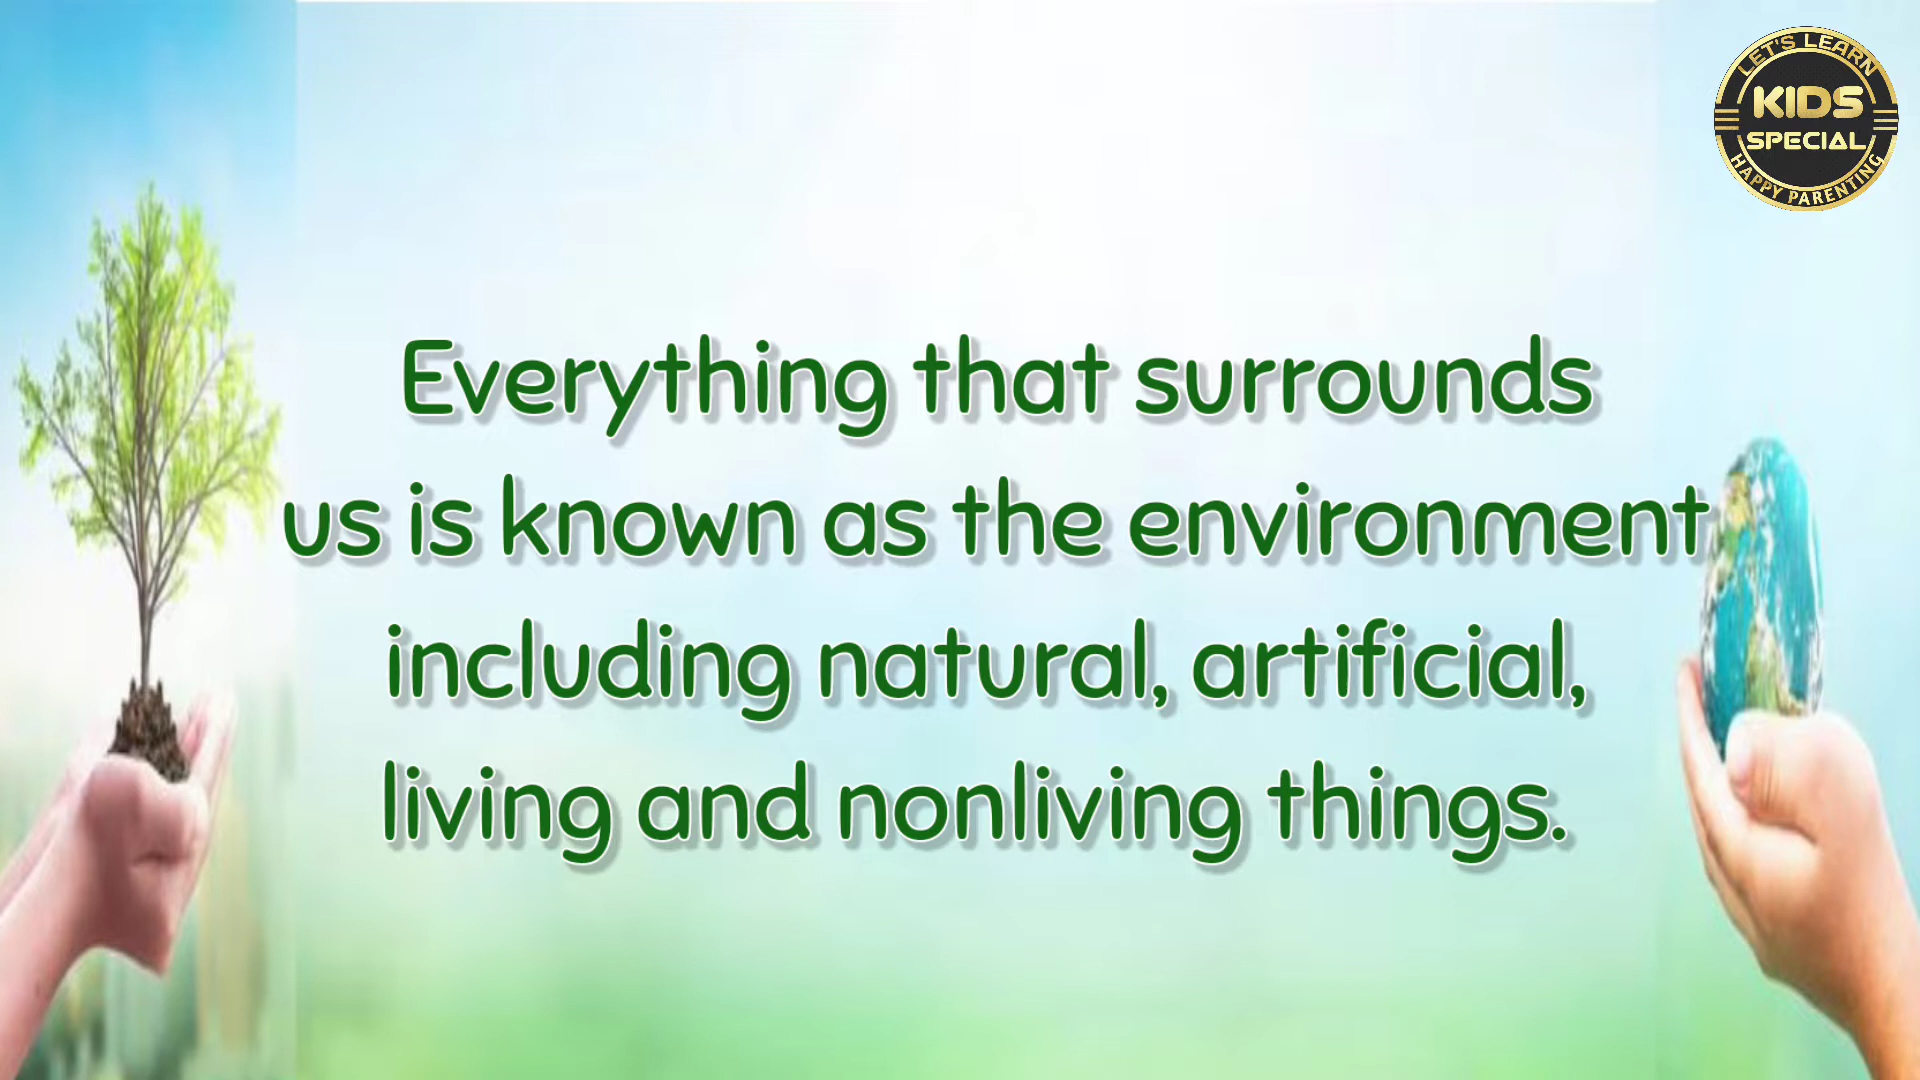 LET'S LEARN
KIDS
SPECIAL
HAPPY PARENTING
Everything that surrounds
us is known as the environment
including natural, artificial,
living and nonliving things.